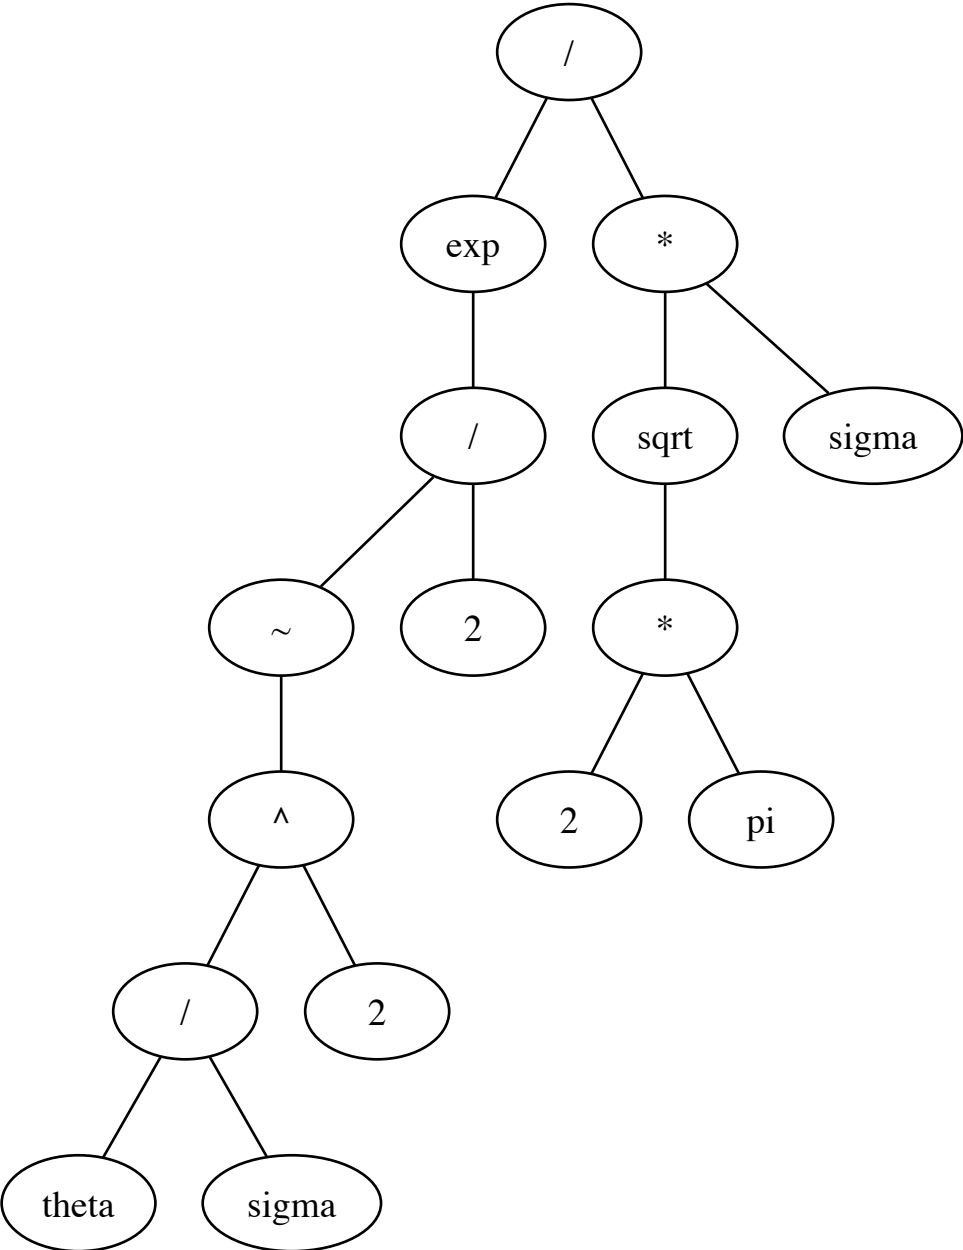 /
exp *
/ sqrt sigma
~ 2 *
^ 2 pi
/ 2
theta sigma